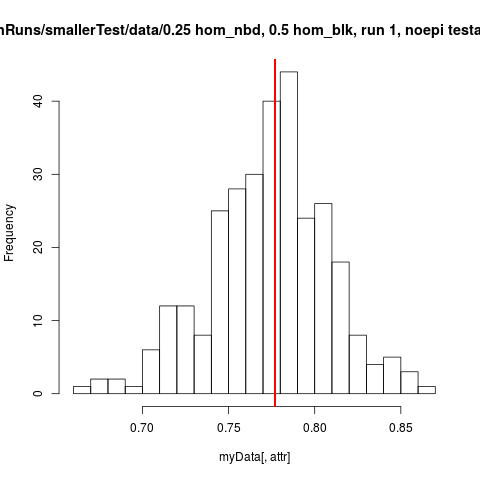 nRuns/smallerTest/data/0.25 hom_nbd, 0.5 hom_blk, run 1, noepi testa
Frequency
40
30
20
10
0
0.70 0.75 0.80 0.85
myData[, attr]